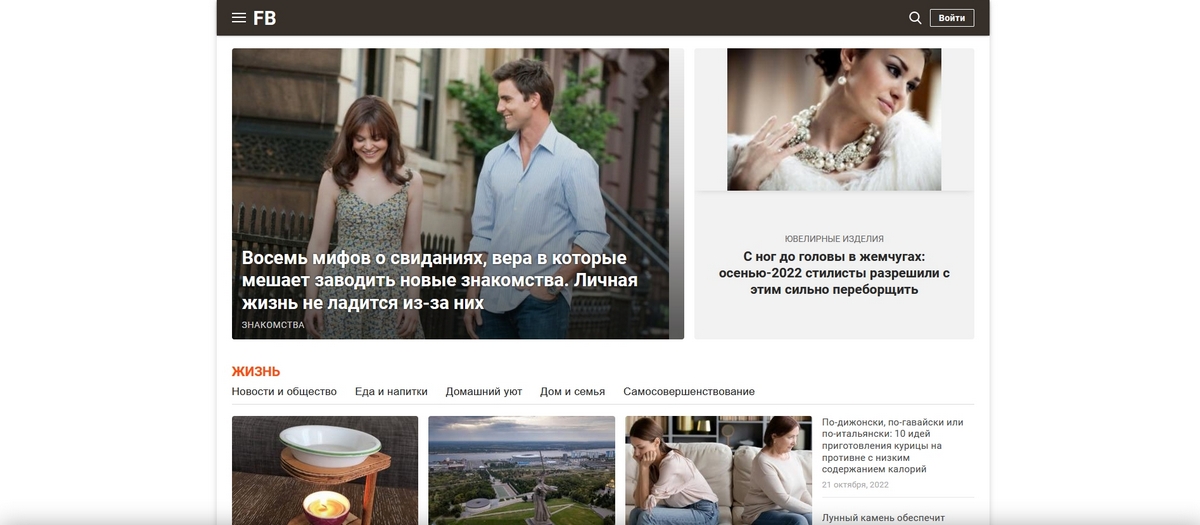 FB
Войти
Восемь мифов о свиданиях, вера в которые
мешает заводить новые знакомства. Личная
жизнь не ладится из-за них
ЗНАКОМСТВА
ЮВЕЛИРНЫЕ ИЗДЕЛИЯ
С ног до головы в жемчугах:
осенью-2022 стилисты разрешили с
этим сильно переборщить
ЖИЗНЬ
Новости и общество Еда и напитки Домашний уют Дом и семья Самосовершенствование
По-дижонски, по-гавайски или
по-итальянски: 10 идей
приготовления курицы на
противне с низким
содержанием калорий
21 октября, 2022
Лунный камень обеспечит